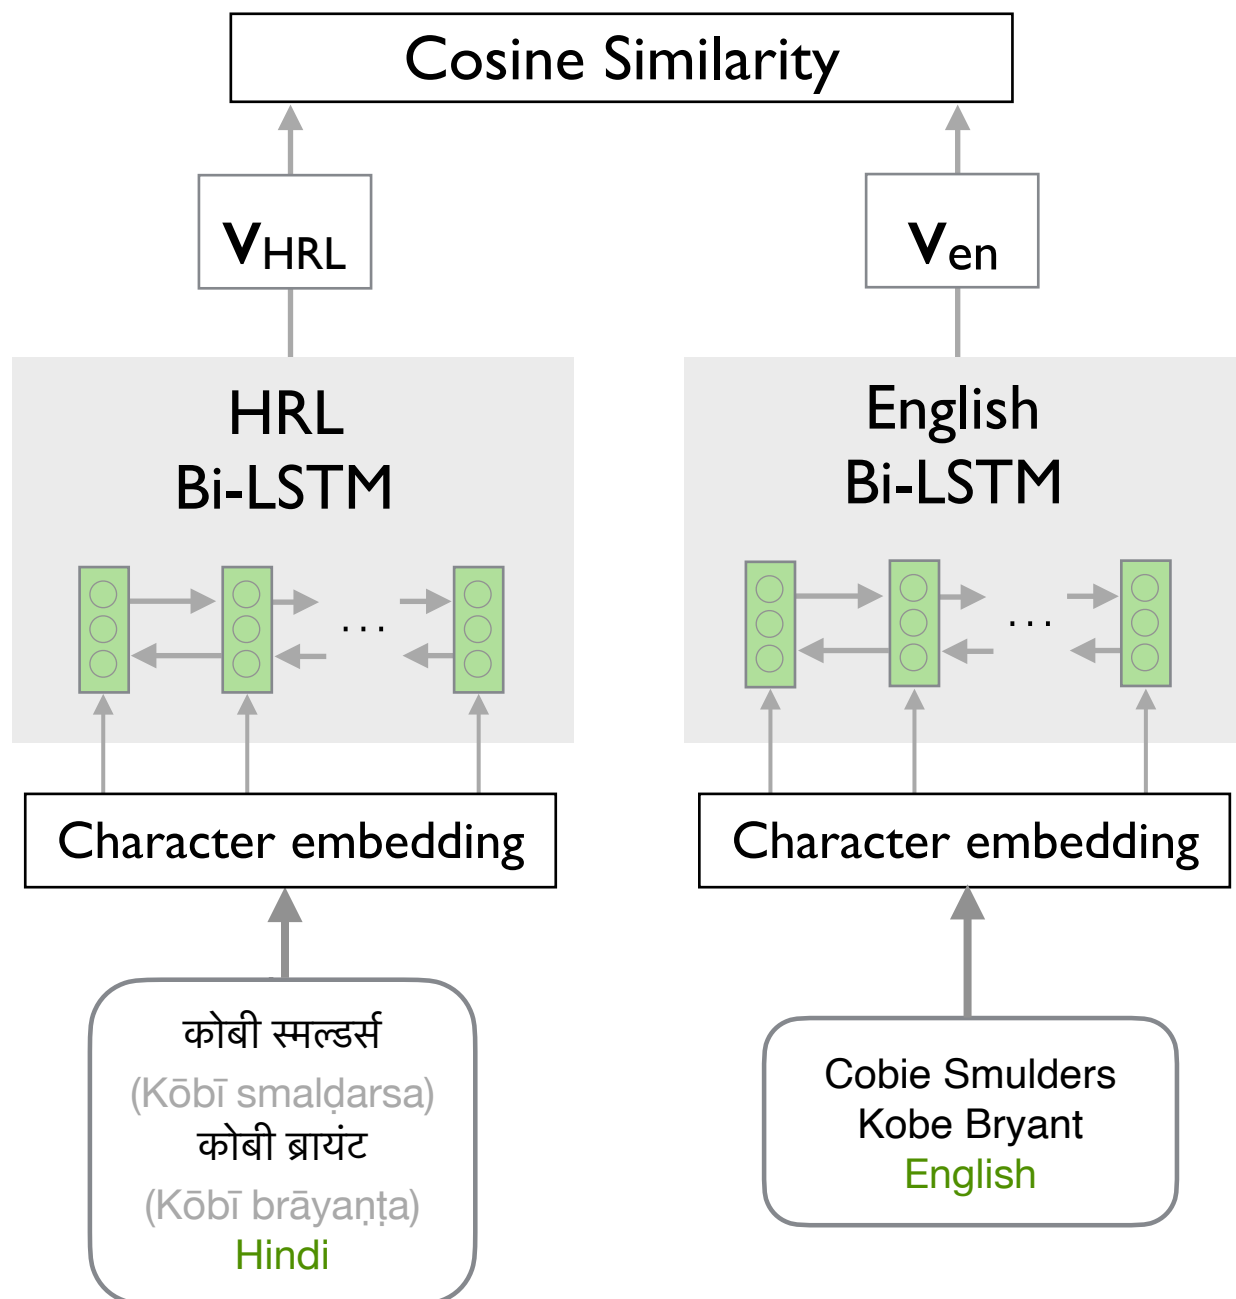 Cosine Similarity
VHRL
Ven
HRL
Bi-LSTM
English
Bi-LSTM
...
...
Character embedding
Character embedding
कोबी स्मल्डर्स
(Kōbī smalḍarsa)
कोबी ब्रायंट
(Kōbī brāyaṇṭa)
Hindi
Cobie Smulders
Kobe Bryant
English